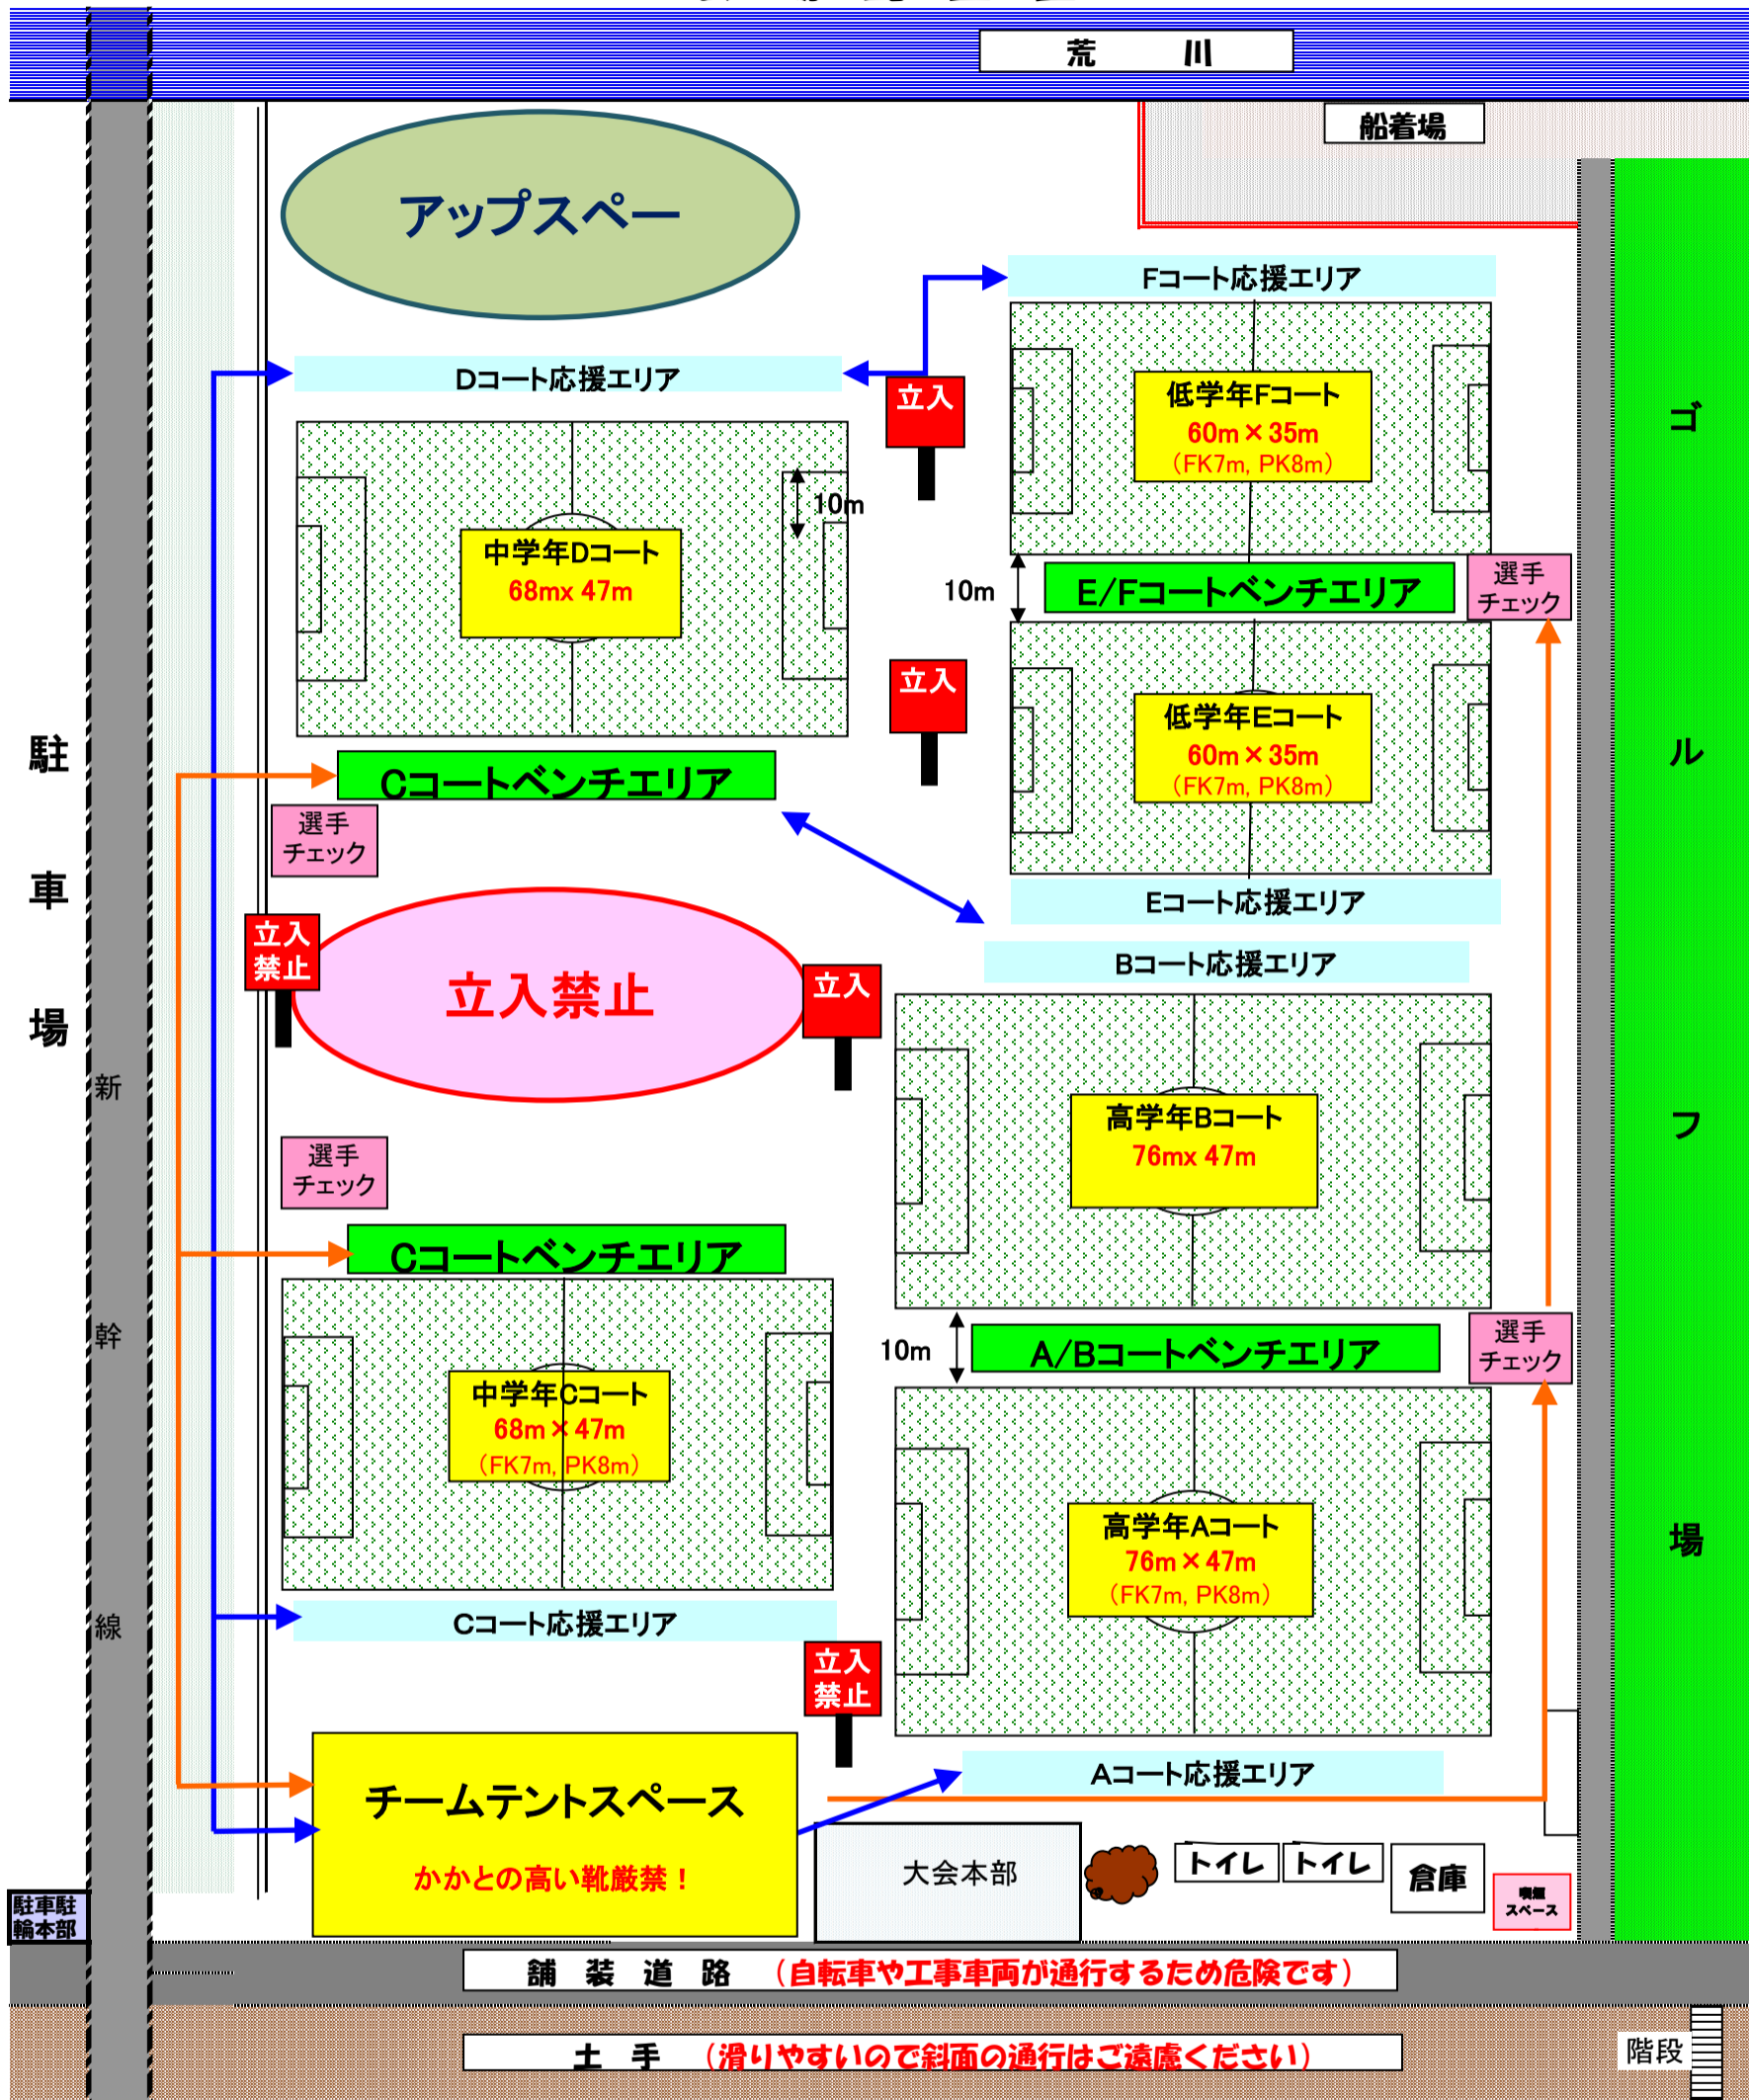 荒川
船着場
アップスペー
Fコート応援エリア
Dコート応援エリア
立入
低学年Fコート
60m×35m
（FK7m, PK8m）
10m
中学年Dコート
68mx 47m
10m
E/Fコートベンチエリア
選手
チェック
立入
低学年Eコート
60m×35m
（FK7m, PK8m）
Cコートベンチエリア
選手
チェック
Eコート応援エリア
立入
禁止
立入禁止
立入
Bコート応援エリア
高学年Bコート
76mx 47m
選手
チェック
Cコートベンチエリア
10m
A/Bコートベンチエリア
選手
チェック
中学年Cコート
68m×47m
（FK7m, PK8m）
高学年Aコート
76m×47m
（FK7m, PK8m）
Cコート応援エリア
立入
禁止
Aコート応援エリア
チームテントスペース
かかとの高い靴厳禁！
大会本部
トイレ
トイレ
倉庫
喫煙
スペース
駐車場
新幹線
ゴルフ場
駐車駐
輪本部
舗装道路（自転車や工事車両が通行するため危険です）
土手（滑りやすいので斜面の通行はご遠慮ください）
階段